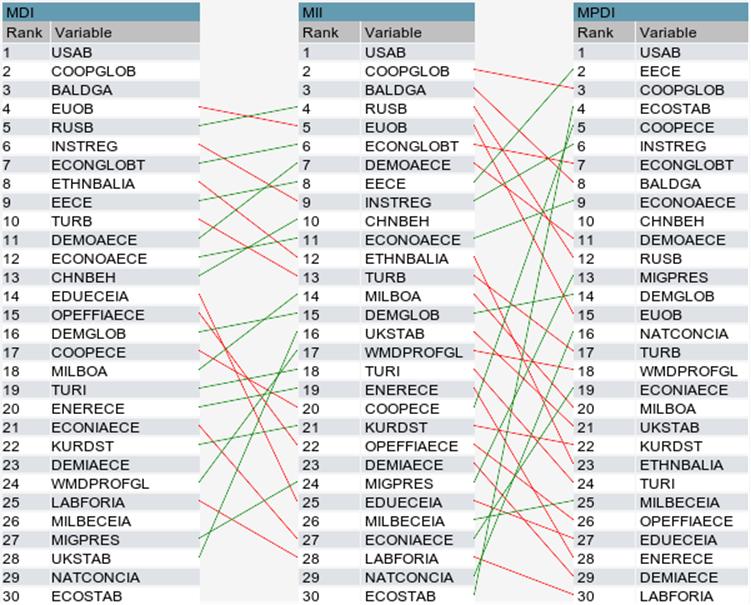 MDI MII MPDI
Rank Variable Rank Variable Rank Variable
1 USAB 1 USAB 1 USAB
2 COOPGLOB 2 COOPGLOB 2 EECE
3 BALDGA 3 BALDGA 3 COOPGLOB
4 EUOB 4 RUSB 4 ECOSTAB
5 RUSB 5 EUOB 5 COOPECE
6 INSTREG 6 ECONGLOBT 6 INSTREG
7 ECONGLOBT 7 DEMOAECE 7 ECONGLBT
8 ETHNBALIA 8 EECE 8 BALDGA
9 EECE 9 INSTREG 9 ECONOAECE
10 TURB 10 CHNBEH 10 CHNBEH
11 DEMOAECE 11 ECONOAECE 11 DEMOAECE
12 ECONOAECE 12 ETHNBALIA 12 RUSB
13 CHNBEH 13 TURB 13 MIGPRES
14 EDUECEIA 14 MILBOA 14 DEMGLOB
15 OPEFFIAECE 15 DEMGLOB 15 EUOB
16 DEMGLOB 16 UKSTAB 16 NATCONCIA
17 COOPECE 17 WMDPROFGL 17 TURB
18 MILBOA 18 TURI 18 WMDPROFGL
19 TURI 19 ENERECE 19 ECONIAECE
20 ENERECE 20 COOPECE 20 MILBOA
21 ECONIAECE 21 KURDST 21 UKSTAB
22 KURDST 22 OPEFFIAECE 22 KURDST
23 DEMIAECE 23 DEMIAECE 23 ETHNBALIA
24 WMDPROFGL 24 MIGPRES 24 TURI
25 LABFORIA 25 EDUECEIA 25 MILBECEIA
26 MILBECEIA 26 MILBECEIA 26 OPEFFIAECE
27 MIGPRES 27 ECONIAECE 27 EDUECEIA
28 UKSTAB 28 LABFORIA 28 ENERECE
29 NATCONCIA 29 NATCONCIA 29 DEMIAECE
30 ECOSTAB 30 ECOSTAB 30 LABFORIA